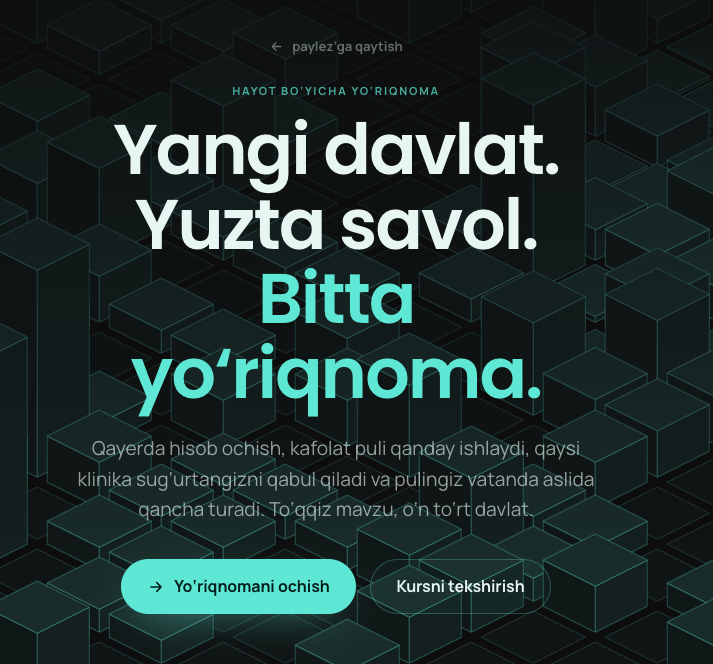 ← paylez'ga qaytish
HAYOT BO‘YICHA YO‘RIQNOMA
Yangi davlat.
Yuzta savol.
Bitta
yo‘riqnoma.
Qayerda hisob ochish, kafolat puli qanday ishlaydi, qaysi
klinika sug‘urtangizni qabul qiladi va pulingiz vatanda aslida
qancha turadi. To‘qqiz mavzu, o‘n to‘rt davlat.
→ Yo‘riqnomani ochish
Kursni tekshirish